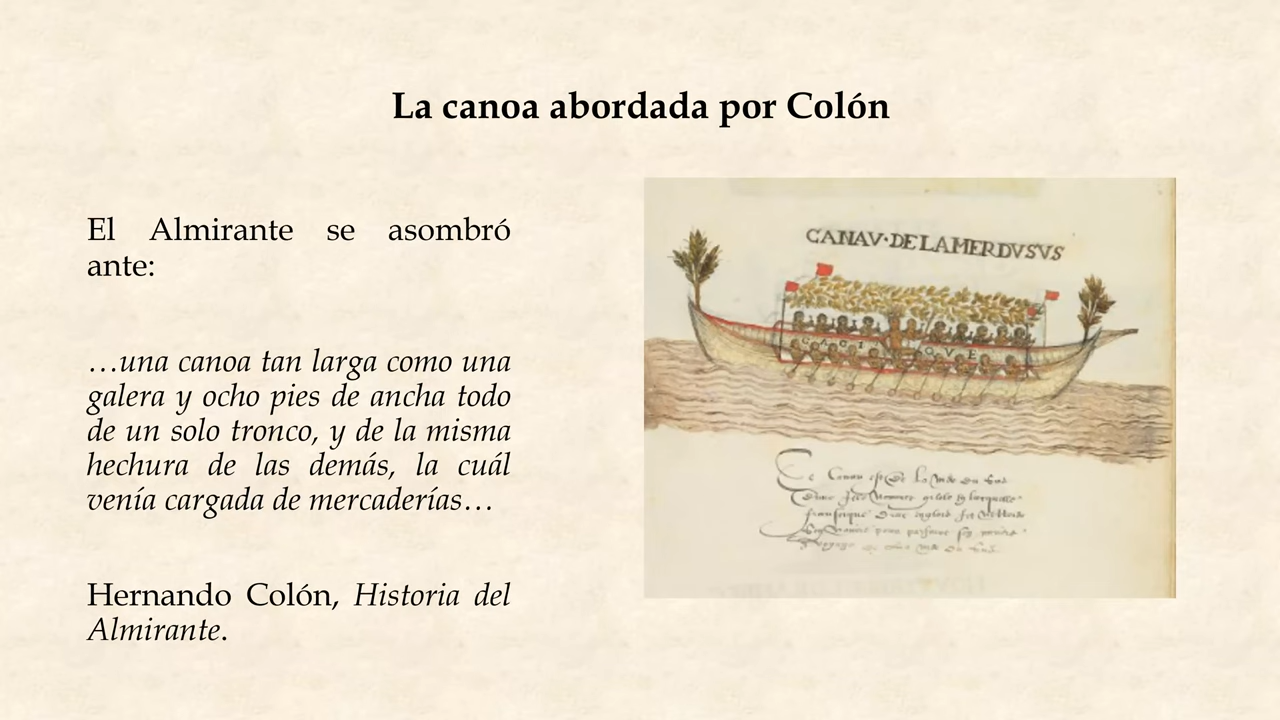 La canoa abordada por Colón
El Almirante se asombró
ante:
…una canoa tan larga como una
galera y ocho pies de ancha todo
de un solo tronco, y de la misma
hechura de las demás, la cuál
venía cargada de mercaderías…
Hernando Colón, Historia del
Almirante.
CANAV·DELAMERDVSVS